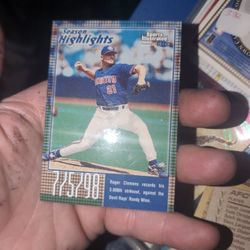 Season
Highlights
Sports Illustrated
21
7/5/98
Roger Clemens records his
3,000th strikeout, against the
Devil Rays' Randy Winn.